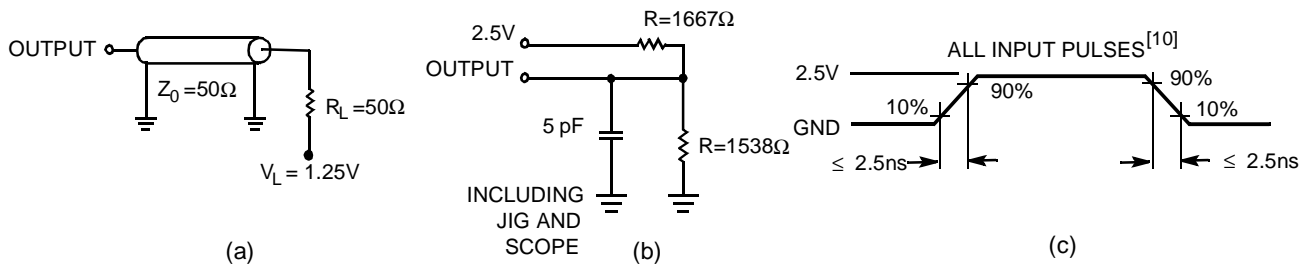 OUTPUT
Z0 = 50Ω
RL = 50Ω
VL = 1.25V
(a)
R=1667Ω
2.5V
OUTPUT
5 pF
R=1538Ω
INCLUDING
JIG AND
SCOPE
(b)
ALL INPUT PULSES[10]
2.5V
90%
90%
10%
10%
GND
≤ 2.5ns
≤ 2.5ns
(c)